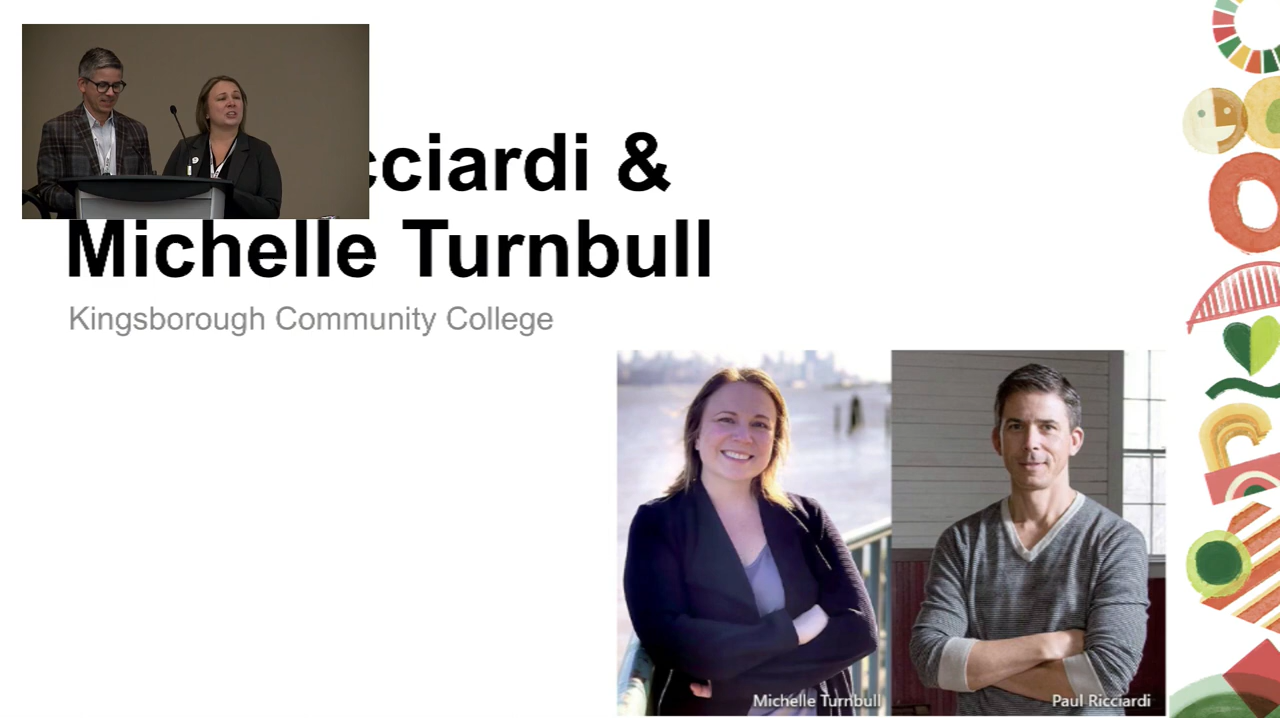 cciardi &
Michelle Turnbull
Kingsborough Community College
Michelle Turnbull
Paul Ricciardi